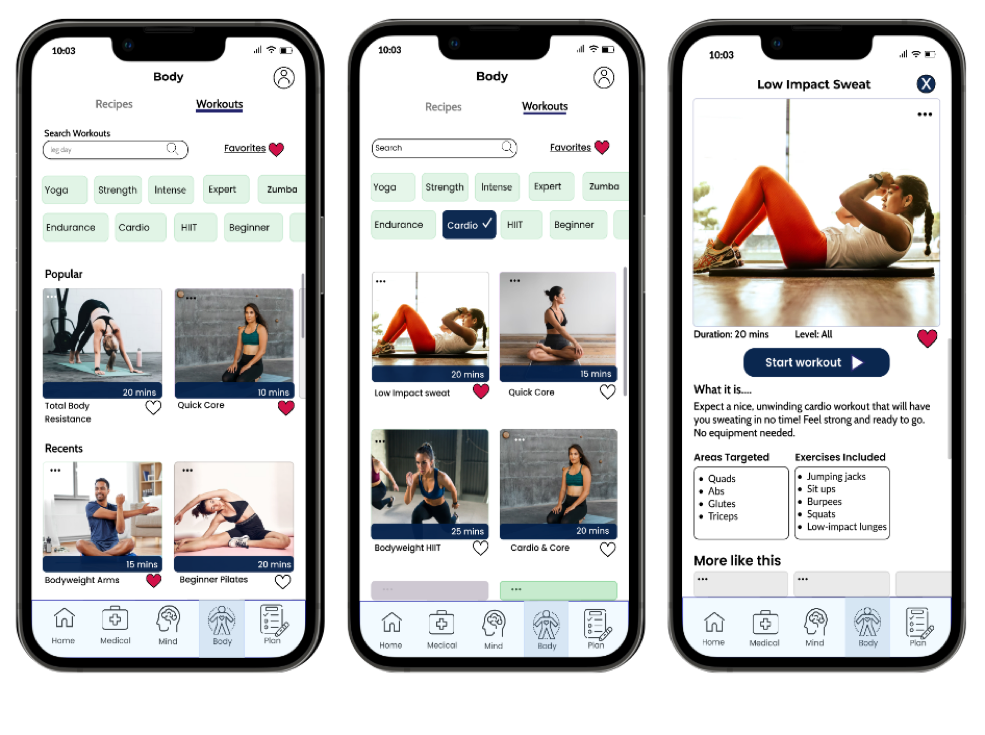 10:03
Body
Recipes Workouts
Search Workouts
leg day
Favorites
Yoga Strength Intense Expert Zumba
Endurance Cardio HIIT Beginner
Popular
20 mins
Total Body
Resistance
10 mins
Quick Core
Recents
15 mins
Bodyweight Arms
20 mins
Beginner Pilates
Home Medical Mind Body Plan
10:03
Body
Recipes Workouts
Search
Favorites
Yoga Strength Intense Expert Zumba
Endurance Cardio HIIT Beginner
20 mins
Low Impact sweat
15 mins
Quick Core
25 mins
Bodyweight HIIT
20 mins
Cardio & Core
Home Medical Mind Body Plan
10:03
Low Impact Sweat
X
Duration: 20 mins Level: All
Start workout
What it is....
Expect a nice, unwinding cardio workout that will have
you sweating in no time! Feel strong and ready to go.
No equipment needed.
Areas Targeted
• Quads
• Abs
• Glutes
• Triceps
Exercises Included
• Jumping jacks
• Sit ups
• Burpees
• Squats
• Low-impact lunges
More like this
Home Medical Mind Body Plan